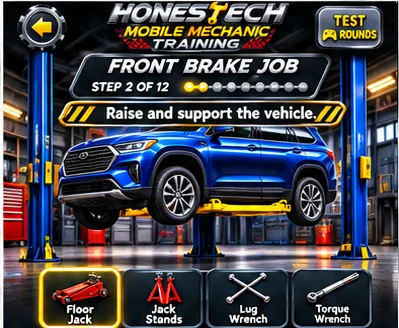 HONESTECH
MOBILE MECHANIC
TRAINING
TEST
ROUNDS
FRONT BRAKE JOB
STEP 2 OF 12
Raise and support the vehicle.
Floor
Jack
Jack
Stands
Lug
Wrench
Torque
Wrench